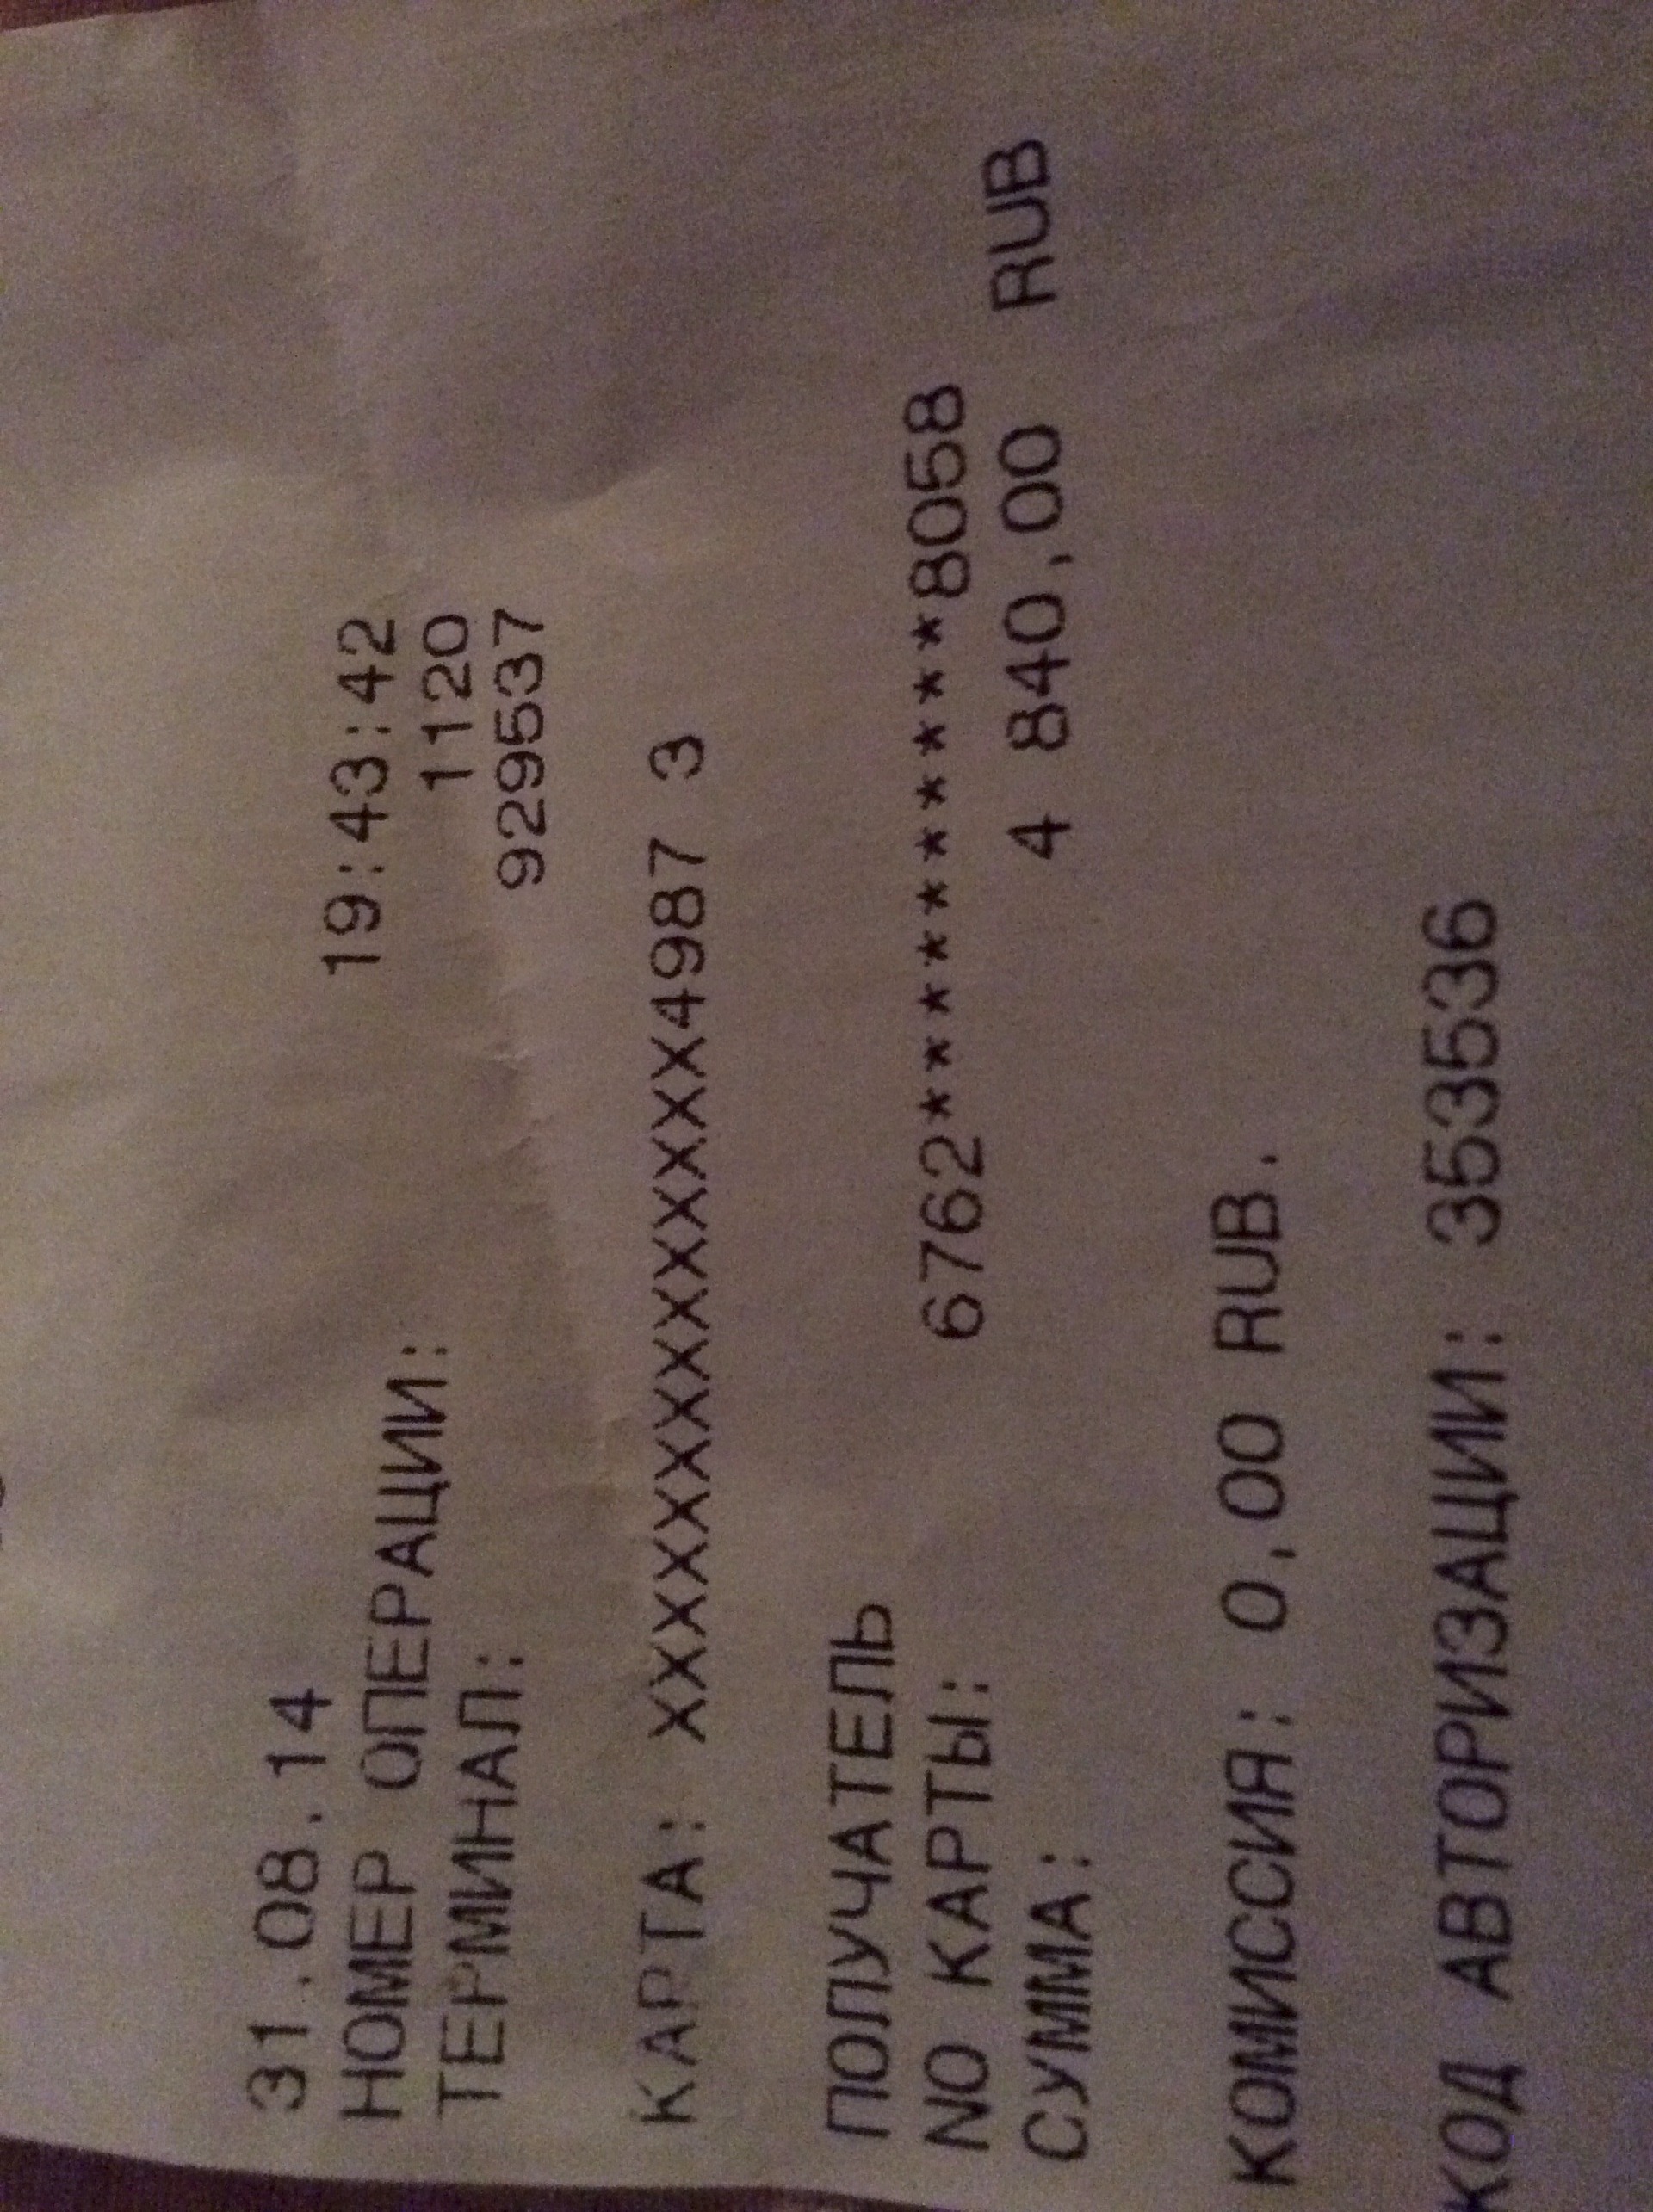 31.08.14 19:43:42
НОМЕР ОПЕРАЦИИ: 1120
ТЕРМИНАЛ: 929537
КАРТА: XXXXXXXXXXXXXX4987 3
ПОЛУЧАТЕЛЬ
NO КАРТЫ: 6762**********8058
СУММА: 4 840,00 RUB
КОМИССИЯ: 0,00 RUB.
КОД АВТОРИЗАЦИИ: 353536